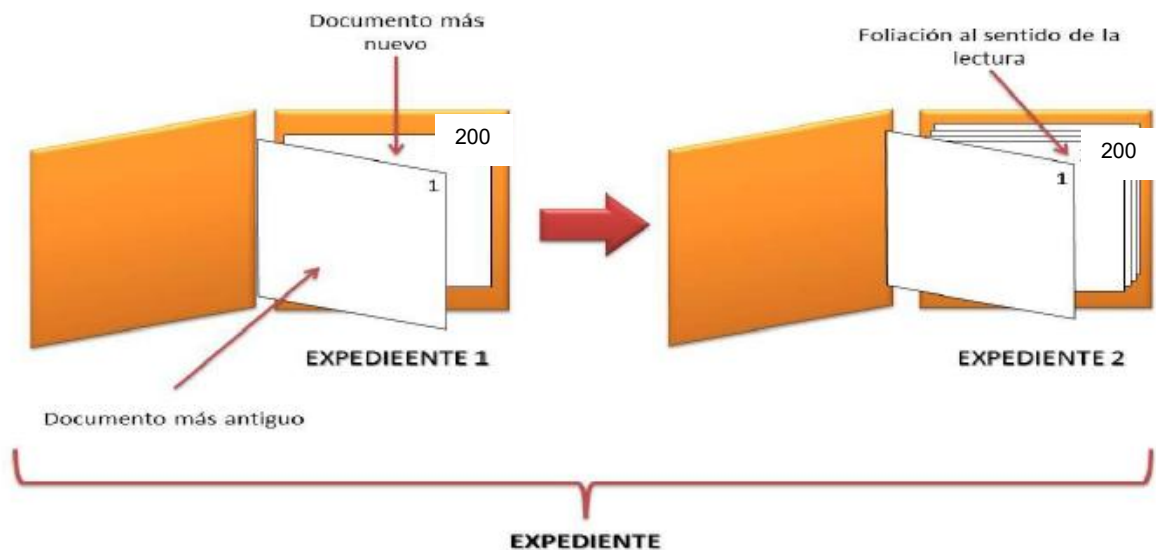 Documento más
nuevo
Foliación al sentido de la
lectura
200
1
200
1
EXPEDIEENTE 1
EXPEDIENTE 2
Documento más antiguo
EXPEDIENTE